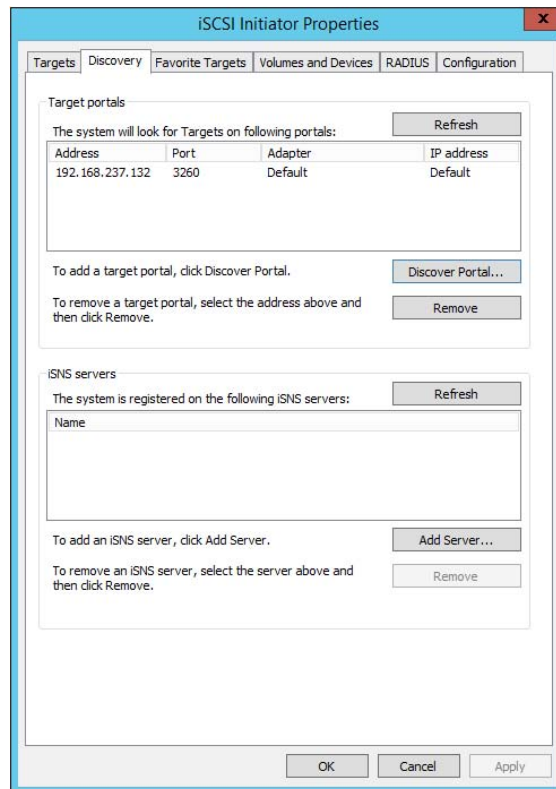 iSCSI Initiator Properties
x
Targets Discovery Favorite Targets Volumes and Devices RADIUS Configuration
Target portals
The system will look for Targets on following portals: Refresh
Address Port Adapter IP address
192.168.237.132 3260 Default Default
To add a target portal, click Discover Portal. Discover Portal...
To remove a target portal, select the address above and
then click Remove.
Remove
iSNS servers
The system is registered on the following iSNS servers: Refresh
Name
To add an iSNS server, click Add Server. Add Server...
To remove an iSNS server, select the server above and
then click Remove.
Remove
OK Cancel Apply